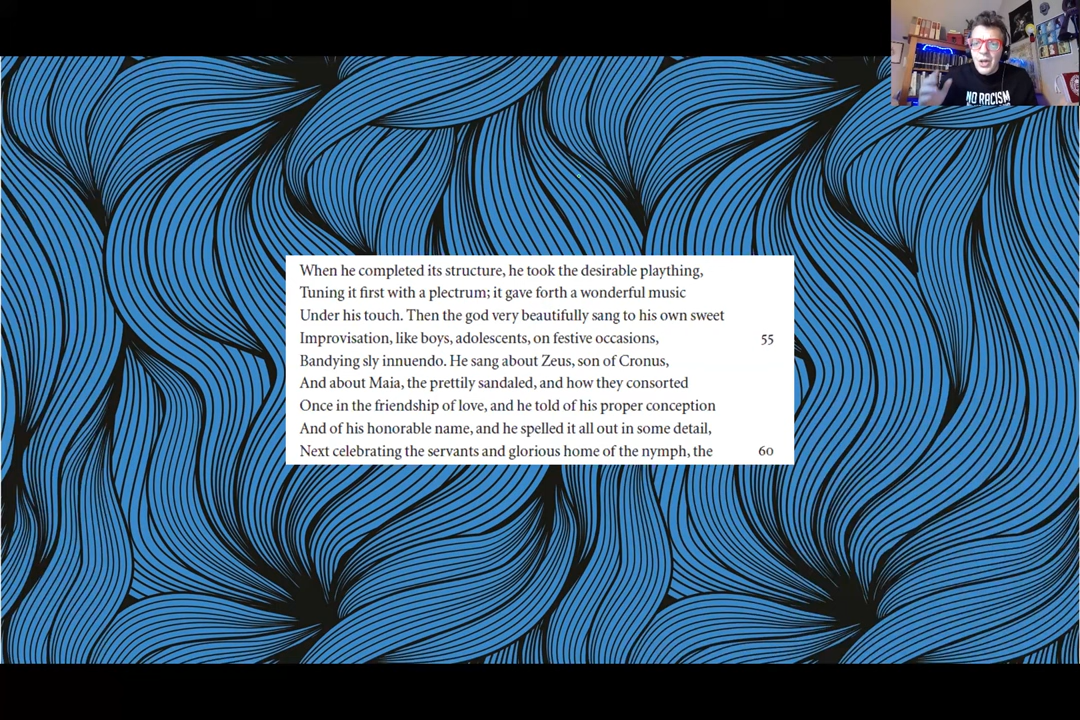 NO RACISM
When he completed its structure, he took the desirable plaything,
Tuning it first with a plectrum; it gave forth a wonderful music
Under his touch. Then the god very beautifully sang to his own sweet
Improvisation, like boys, adolescents, on festive occasions, 55
Bandying sly innuendo. He sang about Zeus, son of Cronus,
And about Maia, the prettily sandaled, and how they consorted
Once in the friendship of love, and he told of his proper conception
And of his honorable name, and he spelled it all out in some detail,
Next celebrating the servants and glorious home of the nymph, the 60